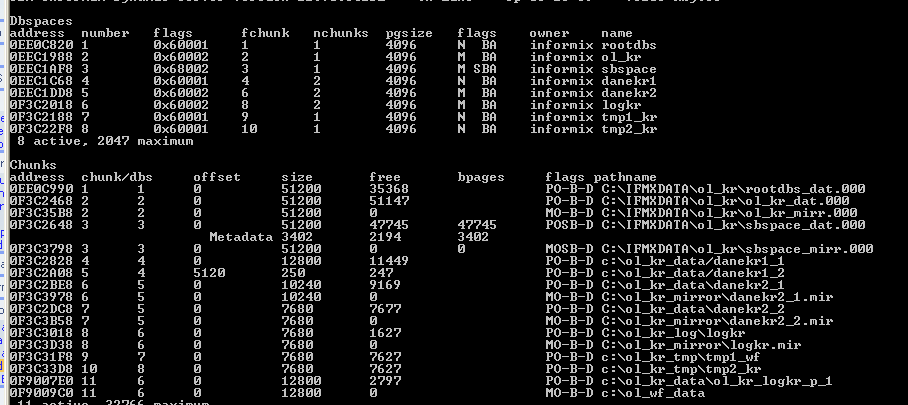 Dbspaces
address number flags fchunk nchunks pgsize flags owner name
0EE0C820 1 0x60001 1 1 4096 N BA informix rootdbs
0EEC1988 2 0x60002 2 1 4096 M BA informix ol_kr
0EEC1AF8 3 0x68002 3 1 4096 M SBA informix sbspace
0EEC1C68 4 0x60001 4 2 4096 N BA informix danekr1
0EEC1DD8 5 0x60002 6 2 4096 M BA informix danekr2
0F3C2018 6 0x60002 8 2 4096 M BA informix logkr
0F3C2188 7 0x60001 9 1 4096 N BA informix tmp1_kr
0F3C22F8 8 0x60001 10 1 4096 N BA informix tmp2_kr
8 active, 2047 maximum
Chunks
address chunk/dbs offset size free bpages flags pathname
0EE0C990 1 1 0 51200 35368 PO-B-D C:\IFMXDATA\ol_kr\rootdbs_dat.000
0F3C2468 2 2 0 51200 51147 PO-B-D C:\IFMXDATA\ol_kr\ol_kr_dat.000
0F3C35B8 2 2 0 51200 0 MO-B-D C:\IFMXDATA\ol_kr\ol_kr_mirr.000
0F3C2648 3 3 0 51200 47745 47745 POSB-D C:\IFMXDATA\ol_kr\sbspace_dat.000
Metadata 3402 2194 3402
0F3C3798 3 3 0 51200 0 0 MOSB-D C:\IFMXDATA\ol_kr\sbspace_mirr.000
0F3C2828 4 4 0 12800 11449 PO-B-D c:\ol_kr_data/danekr1_1
0F3C2A08 5 4 5120 250 247 PO-B-D c:\ol_kr_data/danekr1_2
0F3C2BE8 6 5 0 10240 9169 PO-B-D c:\ol_kr_data\danekr2_1
0F3C3978 6 5 0 10240 0 MO-B-D c:\ol_kr_mirror\danekr2_1.mir
0F3C2DC8 7 5 0 7680 7677 PO-B-D c:\ol_kr_data\danekr2_2
0F3C3B58 7 5 0 7680 0 MO-B-D c:\ol_kr_mirror/danekr2_2.mir
0F3C3018 8 6 0 7680 1627 PO-B-D c:\ol_kr_log\logkr
0F3C3D38 8 6 0 7680 0 MO-B-D c:\ol_kr_mirror\logkr.mir
0F3C31F8 9 7 0 7680 7627 PO-B-D c:\ol_kr_tmp\tmp1_wf
0F3C33D8 10 8 0 7680 7627 PO-B-D c:\ol_kr_tmp\tmp2_kr
0F9007E0 11 6 0 12800 2797 PO-B-D c:\ol_kr_data\ol_kr_logkr_p_1
0F9009C0 11 6 0 12800 0 MO-B-D c:\ol_wf_data
11 active, 32766 maximum